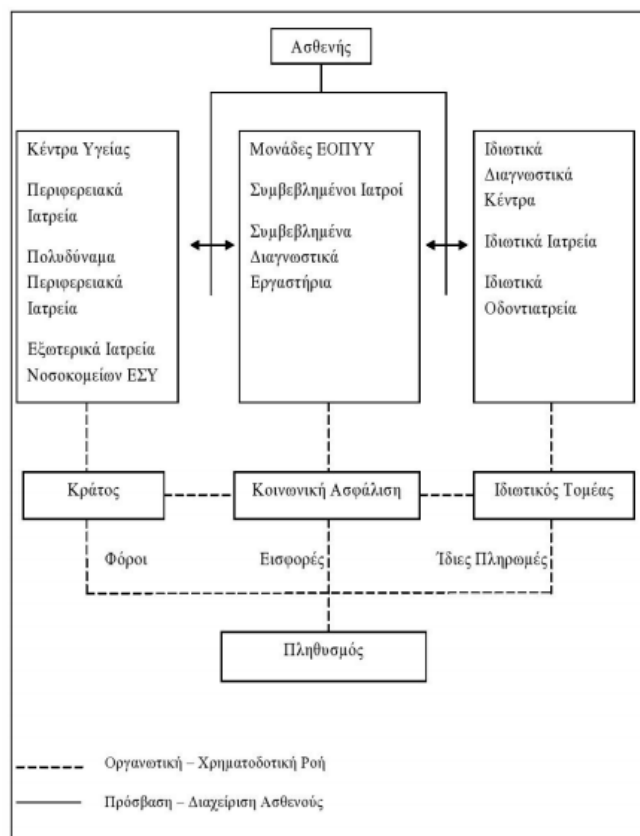 Ασθενής
Κέντρα Υγείας
Περιφερειακά
Ιατρεία
Πολυδύναμα
Περιφερειακά
Ιατρεία
Εξωτερικά Ιατρεία
Νοσοκομείων ΕΣΥ
Μονάδες ΕΟΠΥΥ
Συμβεβλημένοι Ιατροί
Συμβεβλημένα
Διαγνωστικά
Εργαστήρια
Ιδιωτικά
Διαγνωστικά
Κέντρα
Ιδιωτικά Ιατρεία
Ιδιωτικά
Οδοντιατρεία
Κράτος
Κοινωνική Ασφάλιση
Ιδιωτικός Τομέας
Φόροι
Εισφορές
Ίδιες Πληρωμές
Πληθυσμός
Οργανωτική – Χρηματοδοτική Ροή
Πρόσβαση – Διαχείριση Ασθενούς